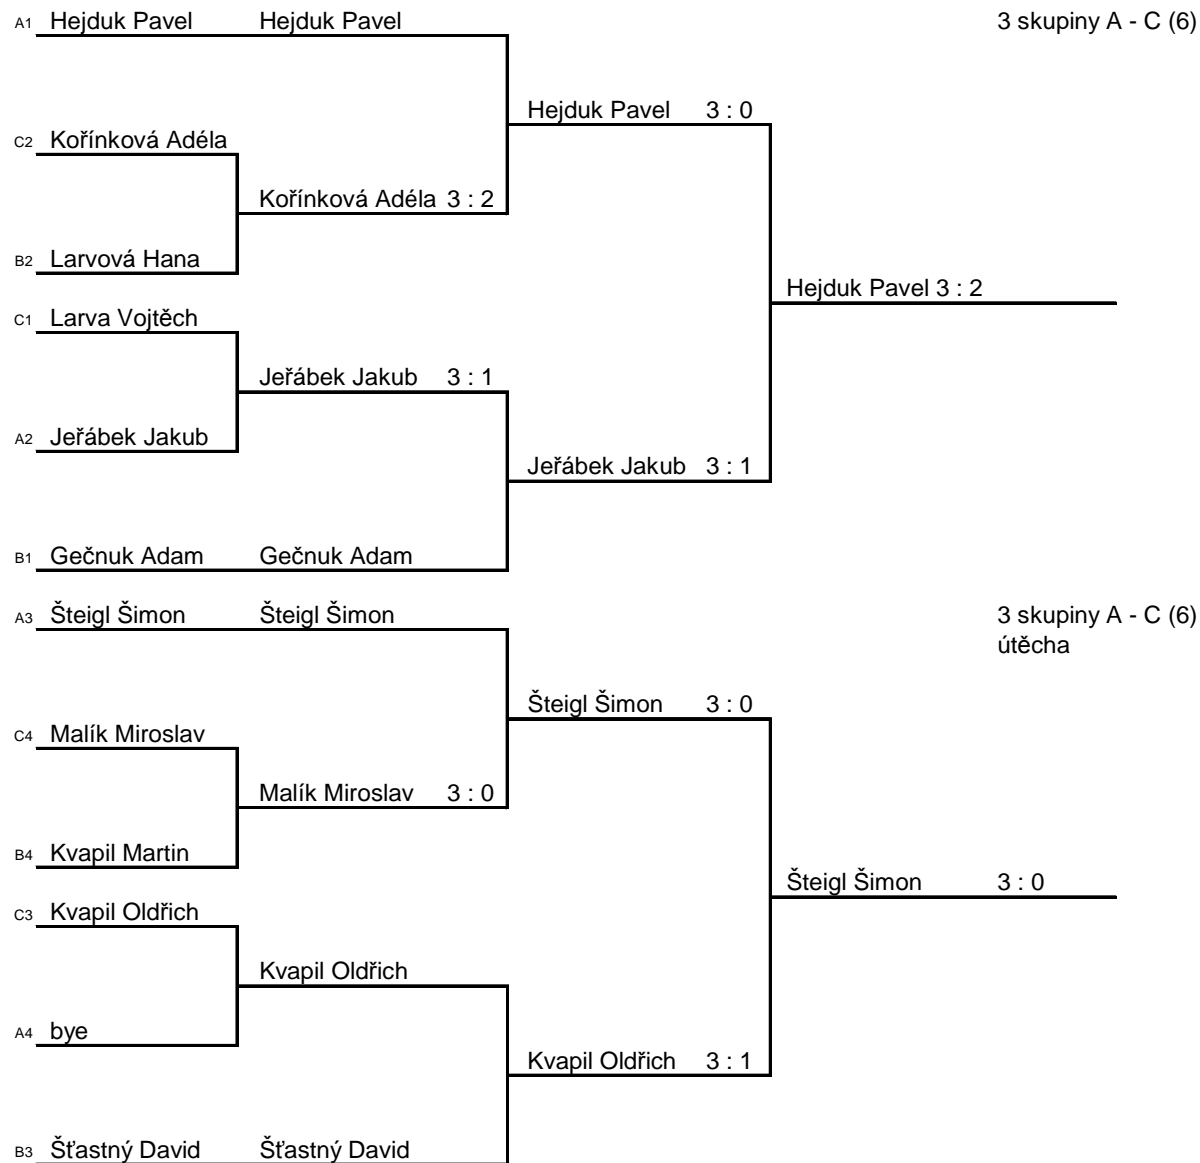 A1 Hejduk Pavel Hejduk Pavel 3 skupiny A - C (6)
Hejduk Pavel 3 : 0
C2 Kořínková Adéla
Kořínková Adéla 3 : 2
B2 Larvová Hana
Hejduk Pavel 3 : 2
C1 Larva Vojtěch
Jeřábek Jakub 3 : 1
A2 Jeřábek Jakub
Jeřábek Jakub 3 : 1
B1 Gečnuk Adam Gečnuk Adam
A3 Šteigl Šimon Šteigl Šimon 3 skupiny A - C (6)
útěcha
Šteigl Šimon 3 : 0
C4 Malík Miroslav
Malík Miroslav 3 : 0
B4 Kvapil Martin
Šteigl Šimon 3 : 0
C3 Kvapil Oldřich
Kvapil Oldřich
A4 bye
Kvapil Oldřich 3 : 1
B3 Šťastný David Šťastný David